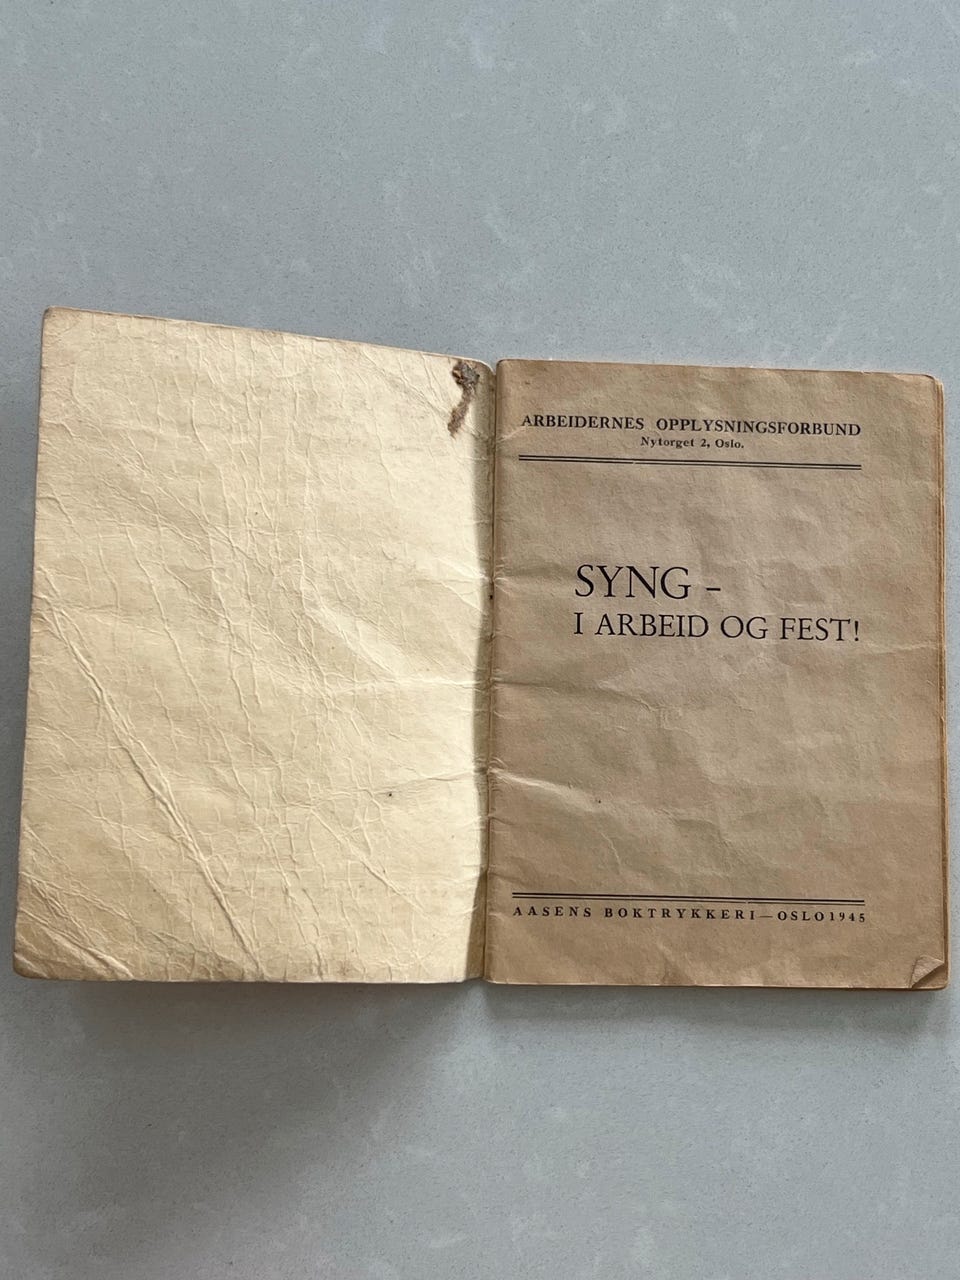 ARBEIDERNES OPPLYSNINGSFORBUND
Nytorget 2, Oslo.
SYNG –
I ARBEID OG FEST!
AASENS BOKTRYKKERI—OSLO 1945